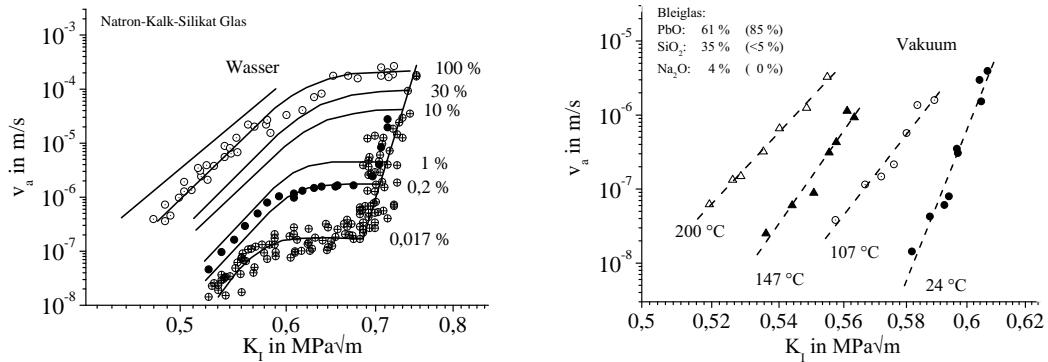 Natron-Kalk-Silikat Glas
Wasser
100 %
30 %
10 %
1 %
0,2 %
0,017 %
10⁻³
10⁻⁴
10⁻⁵
10⁻⁶
10⁻⁷
10⁻⁸
vₐ in m/s
0,5 0,6 0,7 0,8
K_I in MPa√m
Bleiglas:
PbO: 61 % (85 %)
SiO₂: 35 % (<5 %)
Na₂O: 4 % ( 0%)
Vakuum
200 °C
147 °C
107 °C
24 °C
10⁻⁵
10⁻⁶
10⁻⁷
10⁻⁸
vₐ in m/s
0,5 0,52 0,54 0,56 0,58 0,6 0,62
K_I in MPa√m